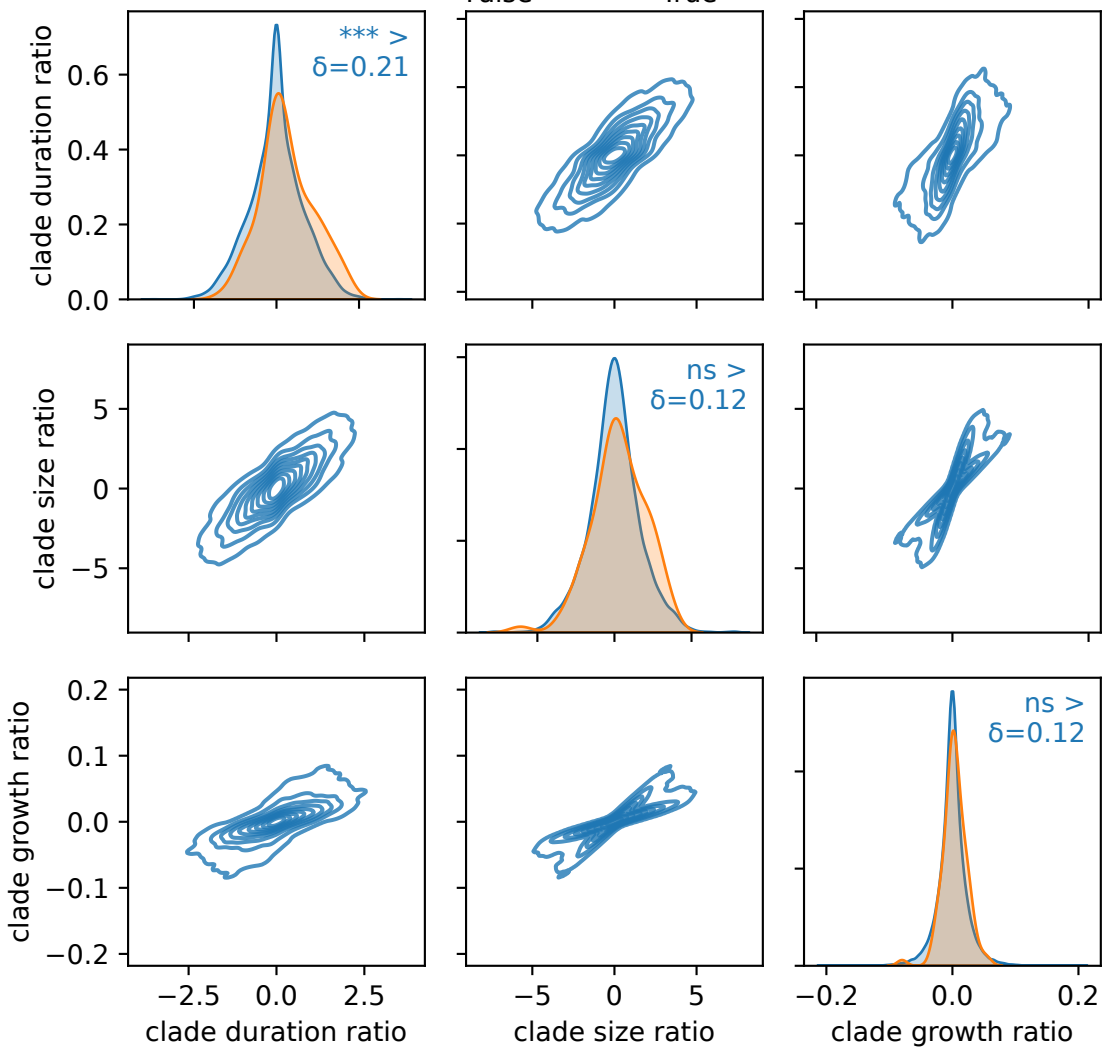 clade duration ratio
0.6
0.4
0.2
0.0
*** >
δ=0.21
clade size ratio
5
0
−5
ns >
δ=0.12
clade growth ratio
0.2
0.1
0.0
−0.1
−0.2
ns >
δ=0.12
−2.5 0.0 2.5
−5 0 5
−0.2 0.0 0.2
clade duration ratio
clade size ratio
clade growth ratio